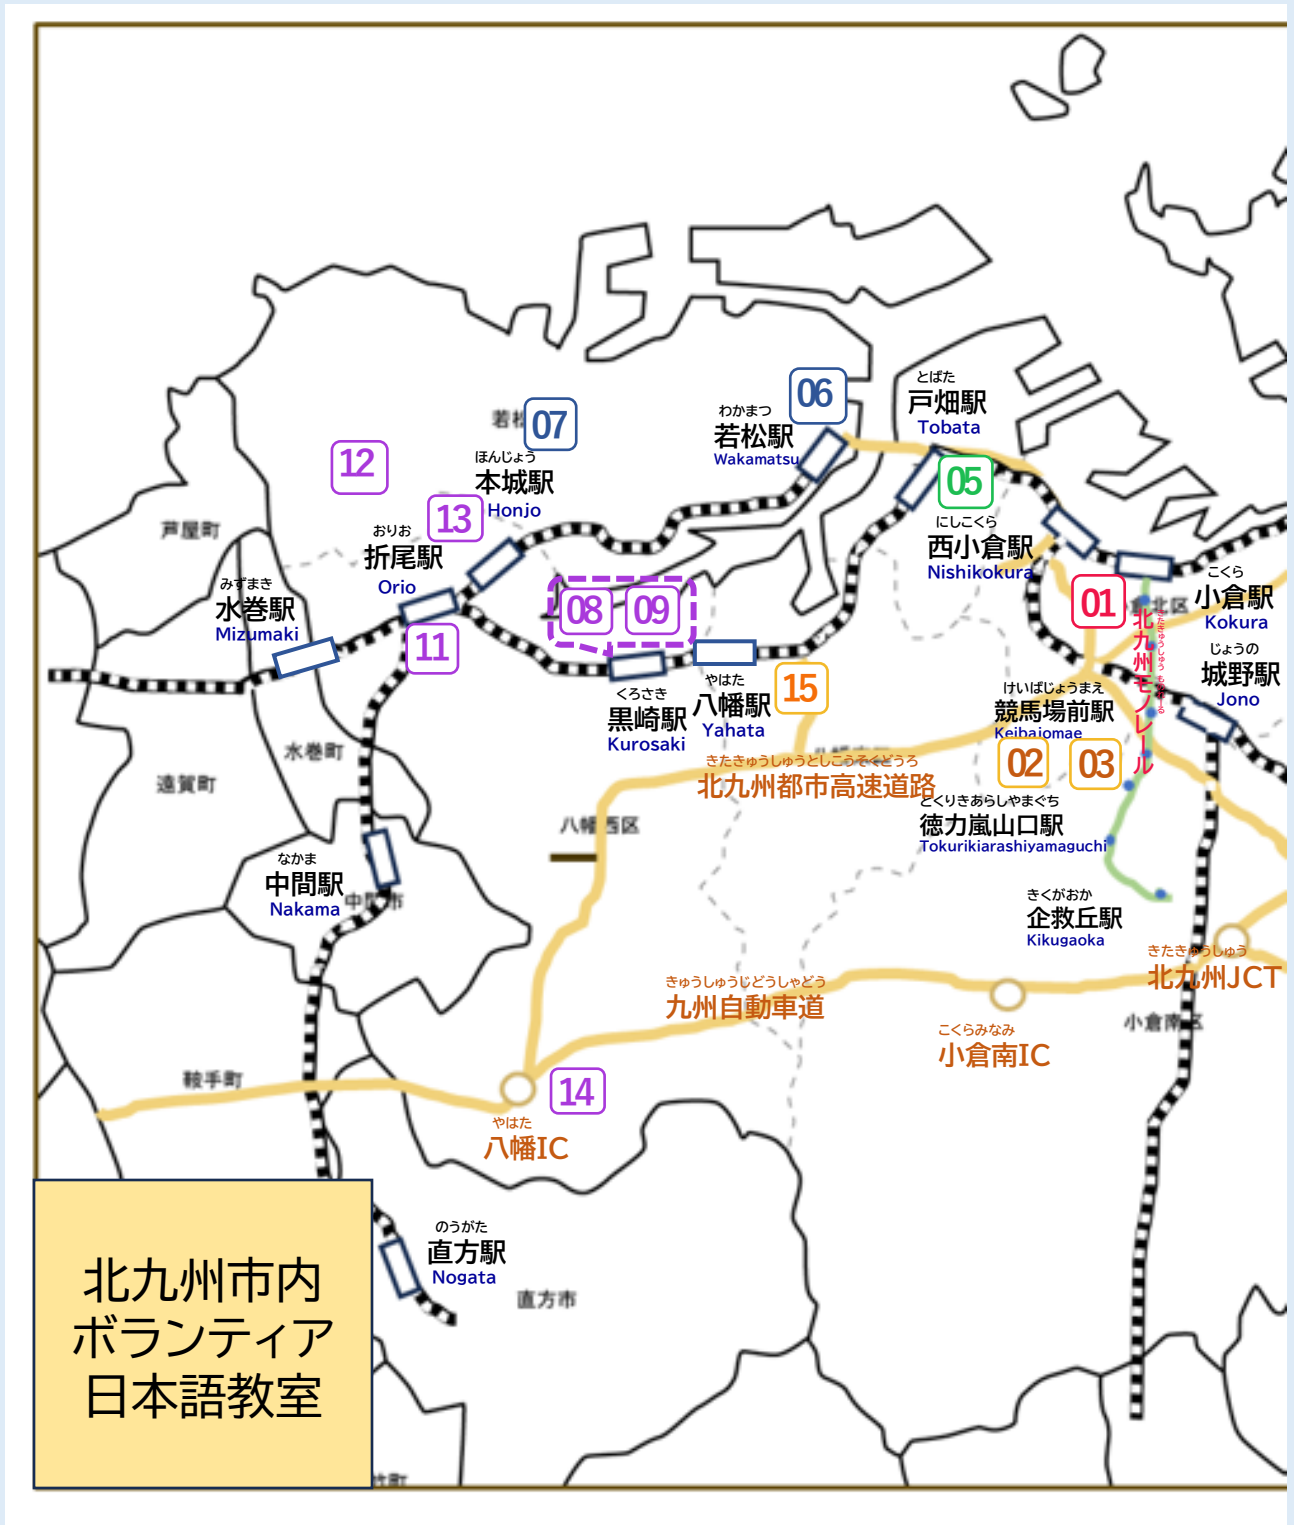 わかまつ
若松駅
Wakamatsu
06
とばた
戸畑駅
Tobata
05
07
12
ほんじょう
本城駅
Honjo
13
おりお
折尾駅
Orio
芦屋町
みずまき
水巻駅
Mizumaki
11
08
09
にしこくら
西小倉駅
Nishikokura
01
北区
こくら
小倉駅
Kokura
北九州モノレール
じょうの
城野駅
Jono
くろさき
黒崎駅
Kurosaki
やはた
八幡駅
Yahata
15
けいばじょうまえ
競馬場前駅
Keibajomae
02
03
水巻町
遠賀町
きたきゅうしゅうとしこうそくどうろ
北九州都市高速道路
とくりきあらしやまぐち
徳力嵐山口駅
Tokurikiarashiyamaguchi
八幡西区
なかま
中間駅
Nakama
中間市
きくがおか
企救丘駅
Kikugaoka
きたきゅうしゅう
北九州JCT
きゅうしゅうじどうしゃどう
九州自動車道
小倉南区
こくらみなみ
小倉南IC
鞍手町
14
やはた
八幡IC
のうがた
直方駅
Nogata
直方市
北九州市内
ボランティア
日本語教室